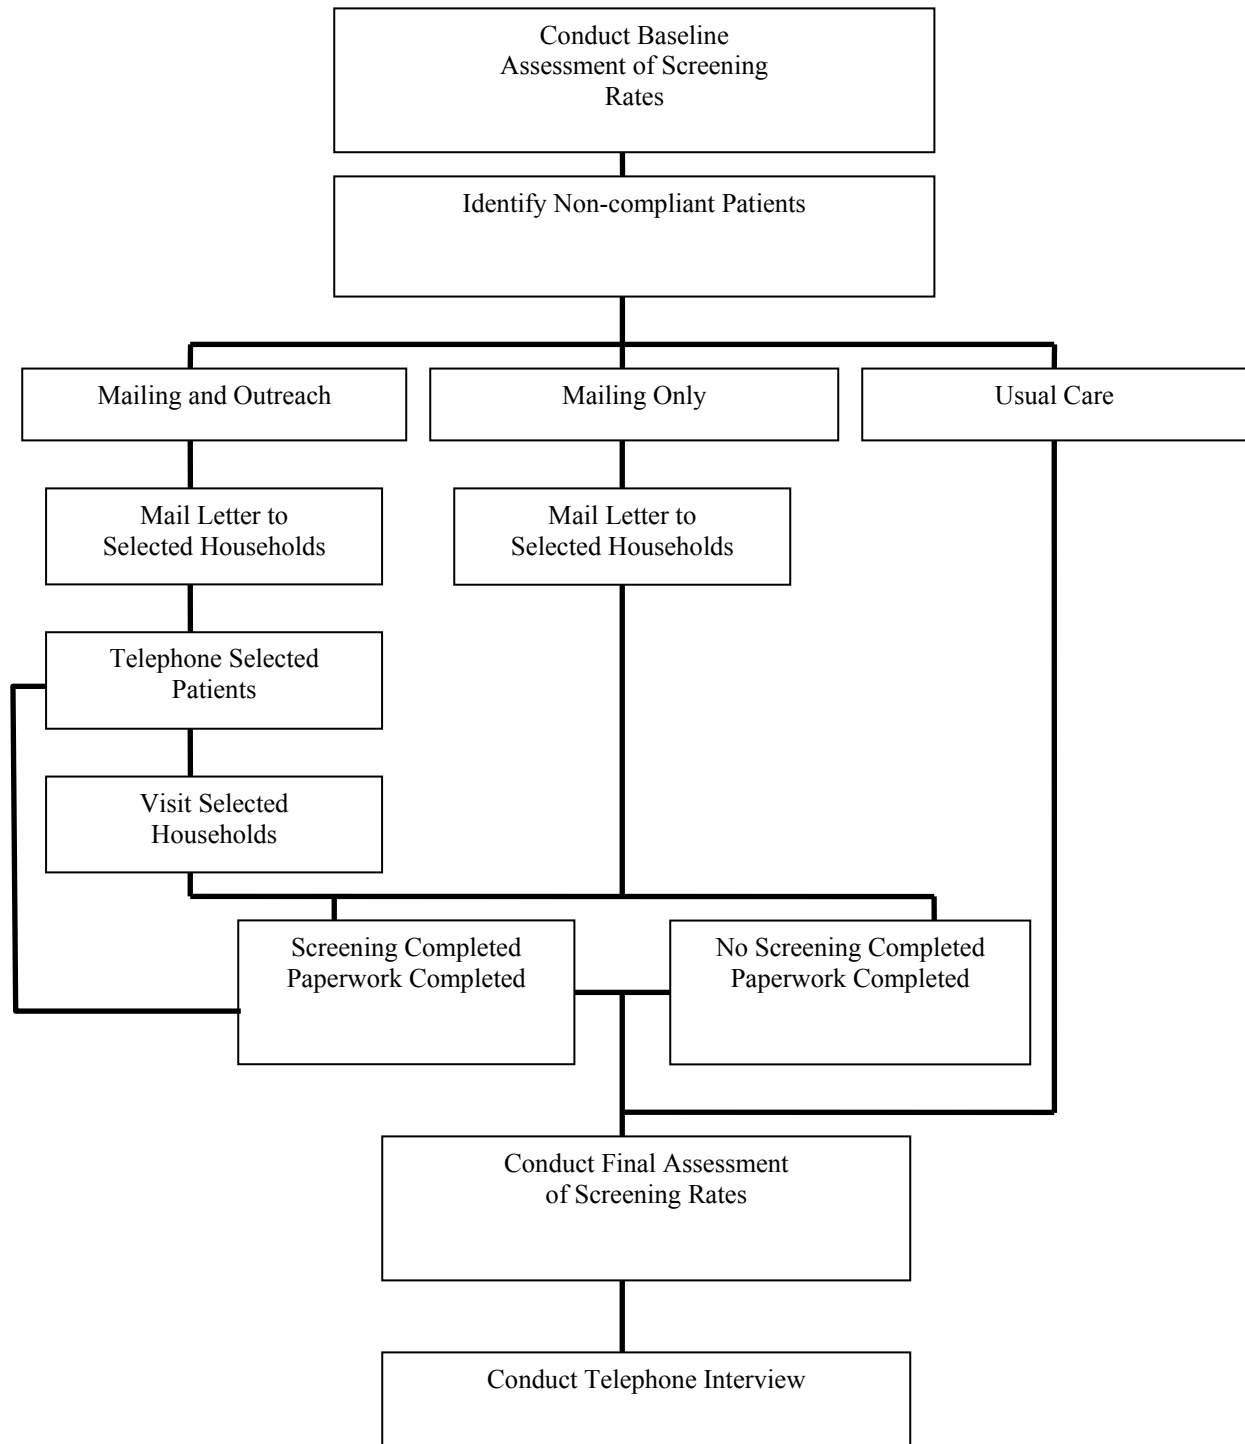 Conduct Baseline
Assessment of Screening
Rates
Identify Non-compliant Patients
Mailing and Outreach
Mailing Only
Usual Care
Mail Letter to
Selected Households
Mail Letter to
Selected Households
Telephone Selected
Patients
Visit Selected
Households
Screening Completed
Paperwork Completed
No Screening Completed
Paperwork Completed
Conduct Final Assessment
of Screening Rates
Conduct Telephone Interview